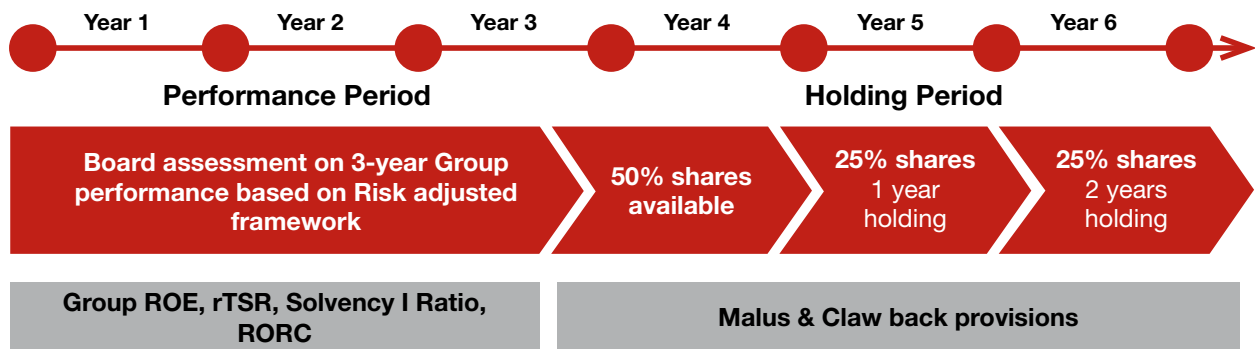 Year 1
Year 2
Year 3
Year 4
Year 5
Year 6
Performance Period
Holding Period
Board assessment on 3-year Group
performance based on Risk adjusted
framework
50% shares
available
25% shares
1 year
holding
25% shares
2 years
holding
Group ROE, rTSR, Solvency I Ratio,
RORC
Malus & Claw back provisions